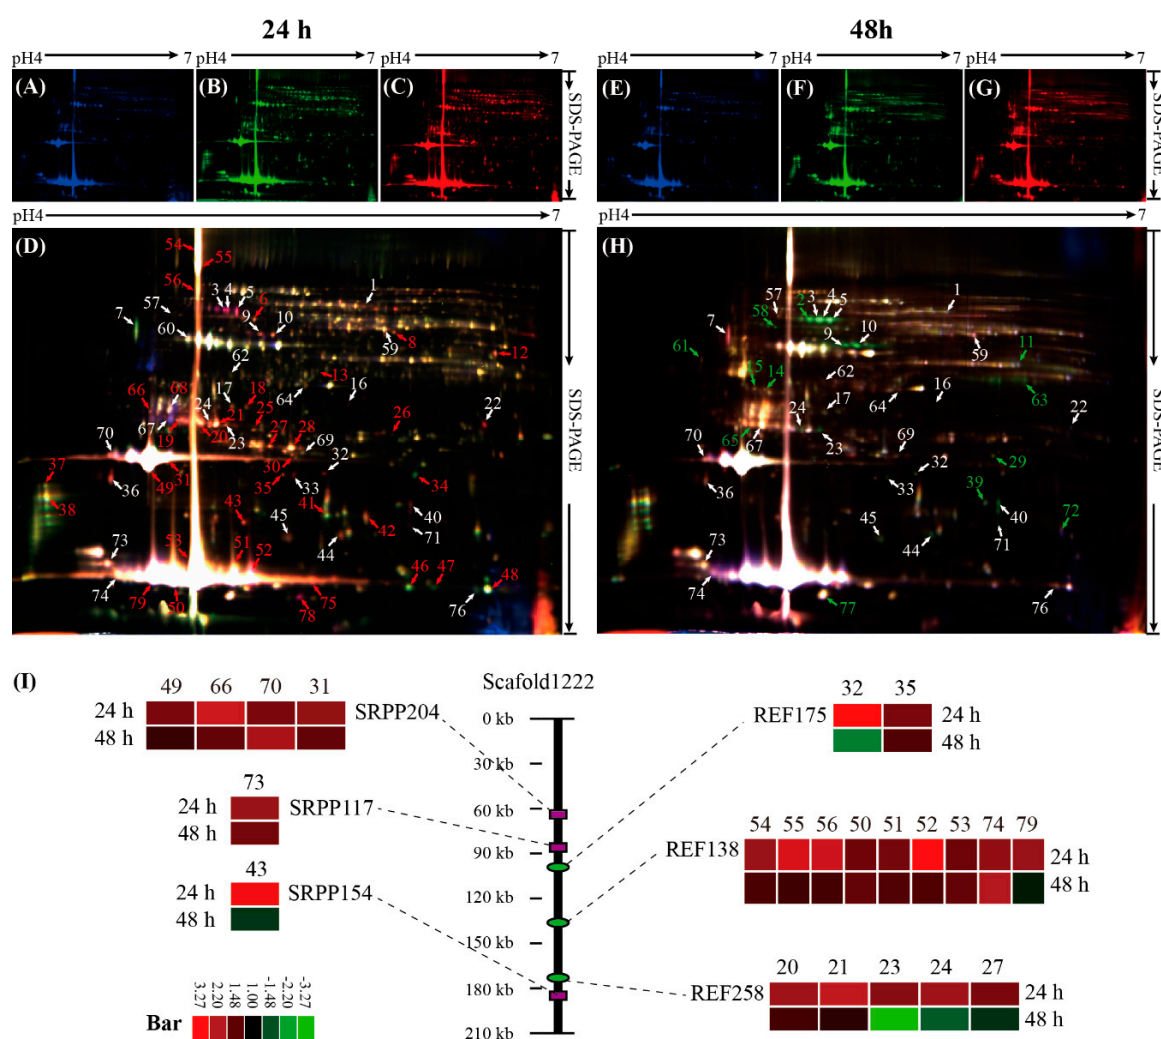 24 h 48h
pH4 7 pH4 7 pH4 7 pH4 7 pH4 7 pH4 7
(A) (B) (C) SDS-PAGE (E) (F) (G) SDS-PAGE
pH4 7 pH4 7
(D) 54 55 (H)
56 3 4 5 6 1 57 2 3 4 5 1
7 57 9 10 7 58 9 10
60 59 8 59
62 12 61 11
13 15 14 62
66 68 17 18 64 16 17 64 16 63
24 21 25 26 22 24 22
67 19 20 23 27 28 69 65 67 23 69
70 30 32 70 32 29
37 36 49 31 35 33 34 36 33 39
38 43 41 40 40 72
45 42 71 45 71
73 53 51 52 44 73 44
74 46 47 48 74
79 50 75 78 76 77 76
SDS-PAGE SDS-PAGE
(I) Scafold1222
49 66 70 31
24 h SRPP204
48 h
73
24 h SRPP117
48 h
43
24 h SRPP154
48 h
Bar 3.27 2.20 1.48 1.00 -1.48 -2.20 -3.27
0 kb
30 kb
60 kb
90 kb
120 kb
150 kb
180 kb
210 kb
32 35
REF175 24 h
48 h
54 55 56 50 51 52 53 74 79
REF138 24 h
48 h
20 21 23 24 27
REF258 24 h
48 h